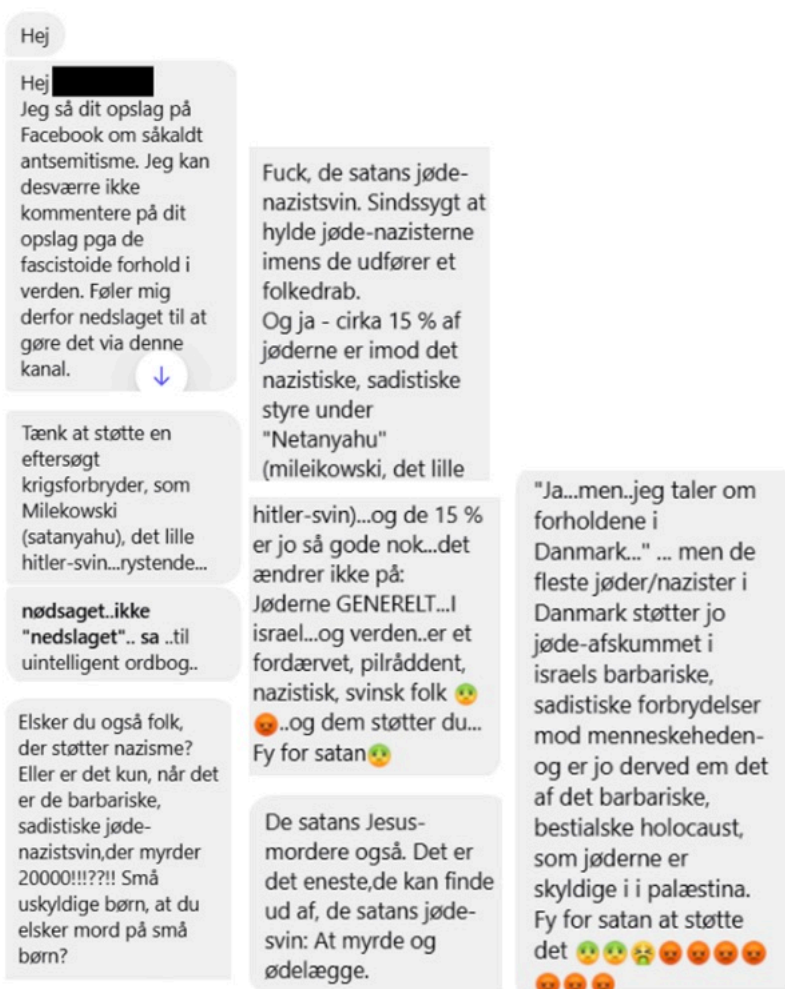 Hej
Hej
Jeg så dit opslag på
Facebook om såkaldt
antsemitisme. Jeg kan
desværre ikke
kommentere på dit
opslag pga de
fascistoide forhold i
verden. Føler mig
derfor nedslaget til at
gøre det via denne
kanal.
Tænk at støtte en
eftersøgt
krigsforbryder, som
Milekowski
(satanyahu), det lille
hitler-svin...rystende...
nødsaget..ikke
"nedslaget".. sa ..til
uintelligent ordbog..
Elsker du også folk,
der støtter nazisme?
Eller er det kun, når det
er de barbariske,
sadistiske jøde-
nazistsvin,der myrder
20000!!!??!! Små
uskyldige børn, at du
elsker mord på små
børn?
Fuck, de satans jøde-
nazistsvin. Sindssygt at
hylde jøde-nazisterne
imens de udfører et
folkedrab.
Og ja - cirka 15 % af
jøderne er imod det
nazistiske, sadistiske
styre under
"Netanyahu"
(mileikowski, det lille
hitler-svin)...og de 15 %
er jo så gode nok...det
ændrer ikke på:
Jøderne GENERELT...I
israel...og verden..er et
fordærvet, pilråddent,
nazistisk, svinsk folk 🤢
😡..og dem støtter du...
Fy for satan🤢
De satans Jesus-
mordere også. Det er
det eneste,de kan finde
ud af, de satans jøde-
svin: At myrde og
ødelægge.
"Ja...men..jeg taler om
forholdene i
Danmark..." ... men de
fleste jøder/nazister i
Danmark støtter jo
jøde-afskummet i
israels barbariske,
sadistiske forbrydelser
mod menneskeheden-
og er jo derved em det
af det barbariske,
bestialske holocaust,
som jøderne er
skyldige i i palæstina.
Fy for satan at støtte
det 🤢🤢🤮😡😡😡😡
😡😡😡